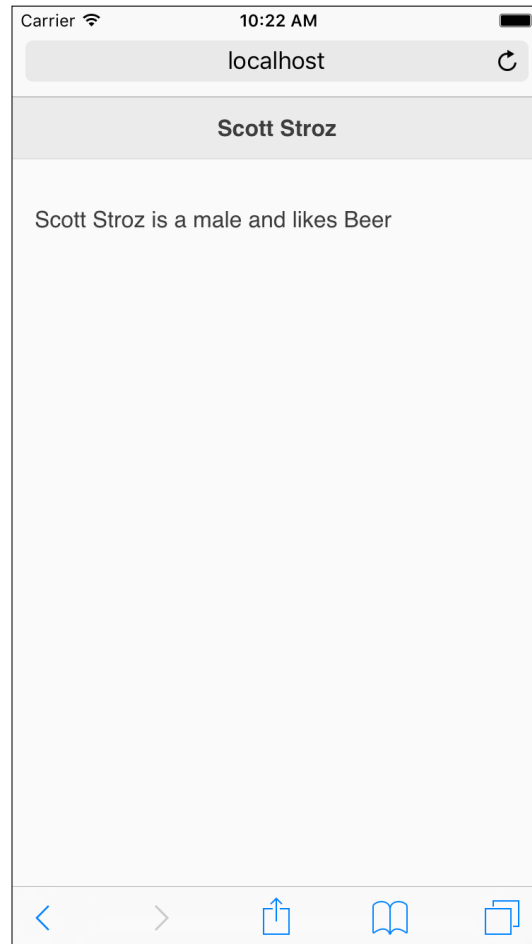 Carrier 10:22 AM
localhost
Scott Stroz
Scott Stroz is a male and likes Beer